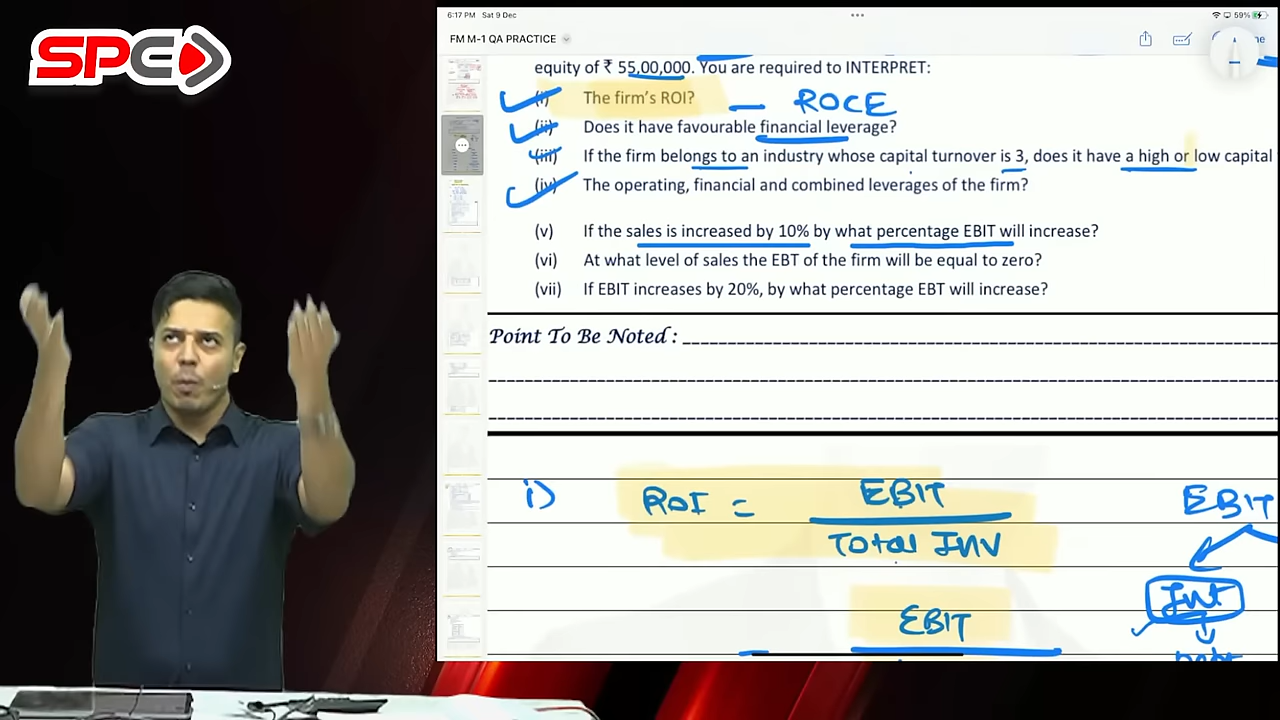 SPC
6:17 PM Sat 9 Dec
59%
FM M-1 QA PRACTICE
equity of ₹ 55,00,000. You are required to INTERPRET:
(i) The firm's ROI? — ROCE
(ii) Does it have favourable financial leverage?
(iii) If the firm belongs to an industry whose capital turnover is 3, does it have a high or low capital
(iv) The operating, financial and combined leverages of the firm?
(v) If the sales is increased by 10% by what percentage EBIT will increase?
(vi) At what level of sales the EBT of the firm will be equal to zero?
(vii) If EBIT increases by 20%, by what percentage EBT will increase?
Point To Be Noted :
i) ROI = EBIT
Total INV
EBIT
EBIT
Int